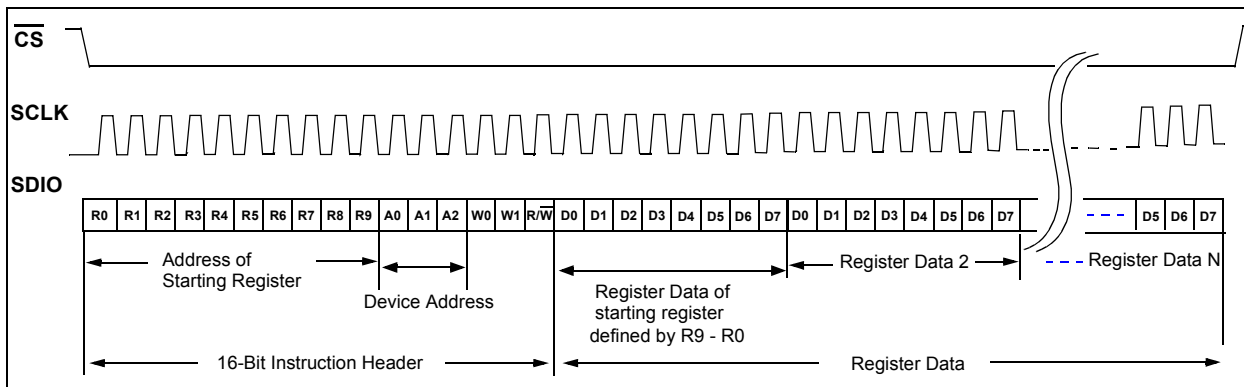 CS
SCLK
SDIO
R0 R1 R2 R3 R4 R5 R6 R7 R8 R9 A0 A1 A2 W0 W1 R/W D0 D1 D2 D3 D4 D5 D6 D7 D0 D1 D2 D3 D4 D5 D6 D7 D5 D6 D7
Address of
Starting Register
Device Address
Register Data of
starting register
defined by R9 - R0
Register Data 2
Register Data N
16-Bit Instruction Header
Register Data